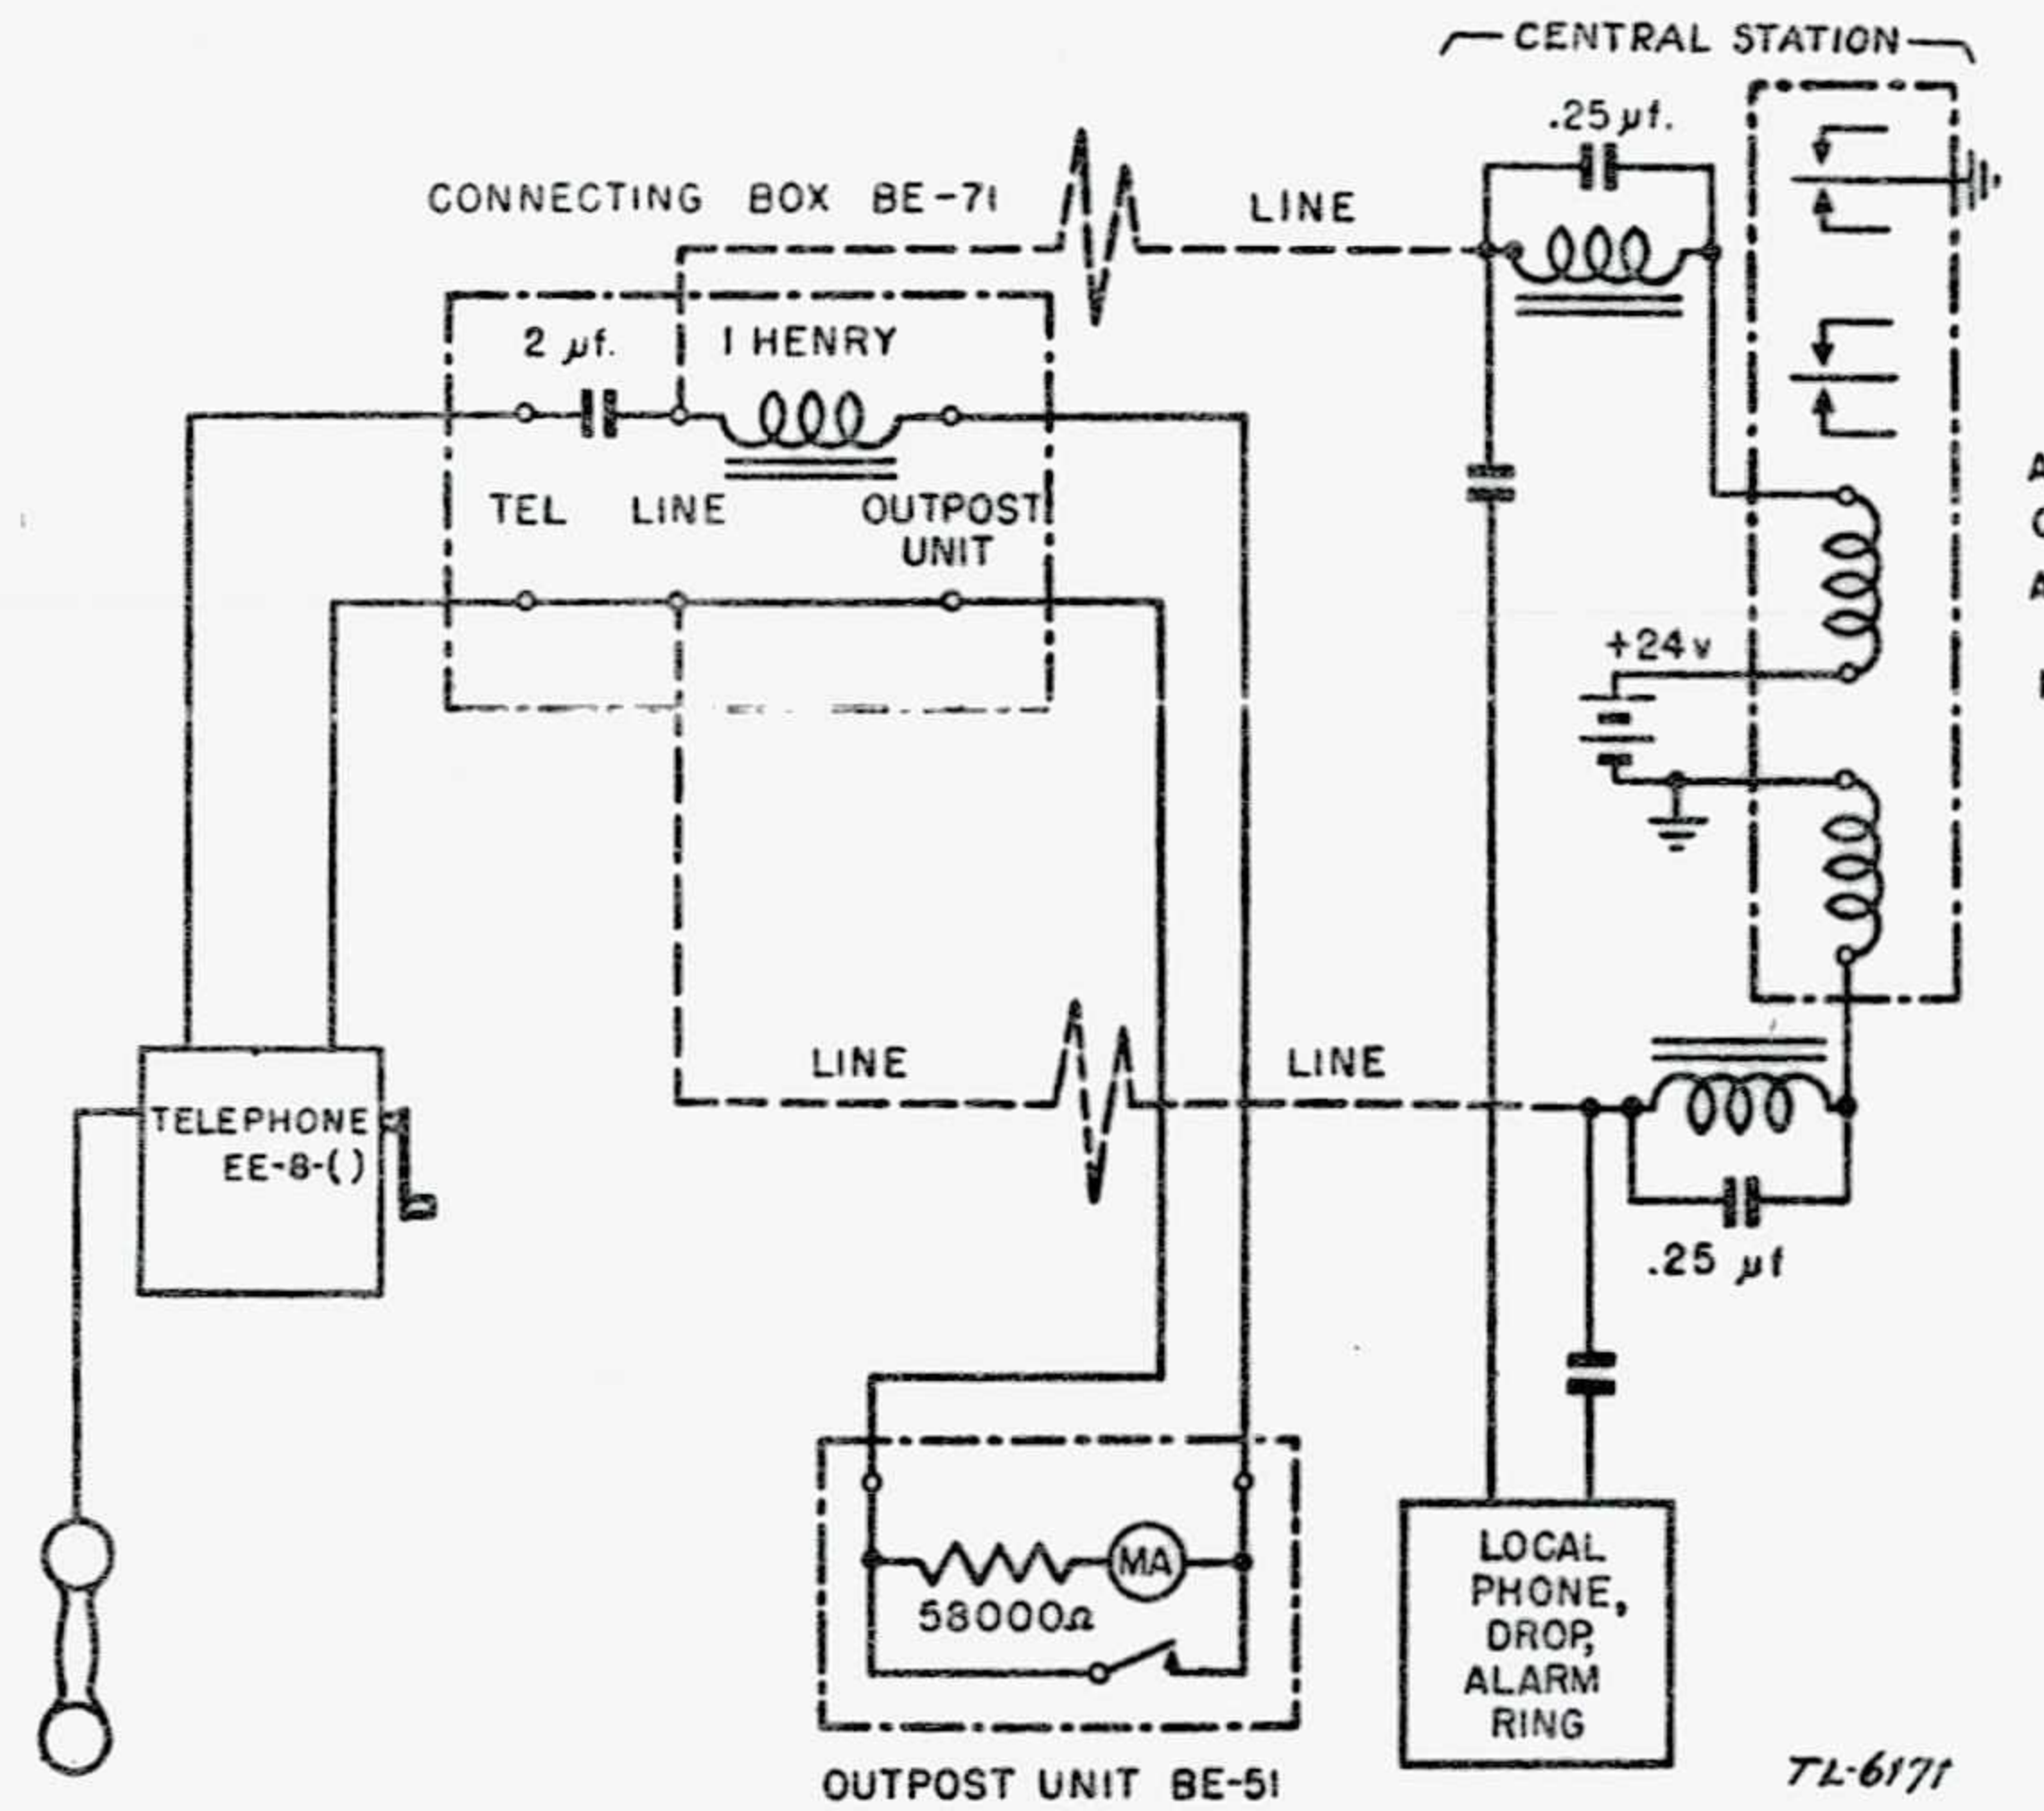 CENTRAL STATION
.25 µf.
CONNECTING BOX BE-71
LINE
2 µf.
1 HENRY
TEL
LINE
OUTPOST
UNIT
+24 v
LINE
LINE
TELEPHONE
EE-8-( )
.25 µf
MA
58000Ω
LOCAL
PHONE,
DROP,
ALARM
RING
OUTPOST UNIT BE-51
TL-6171